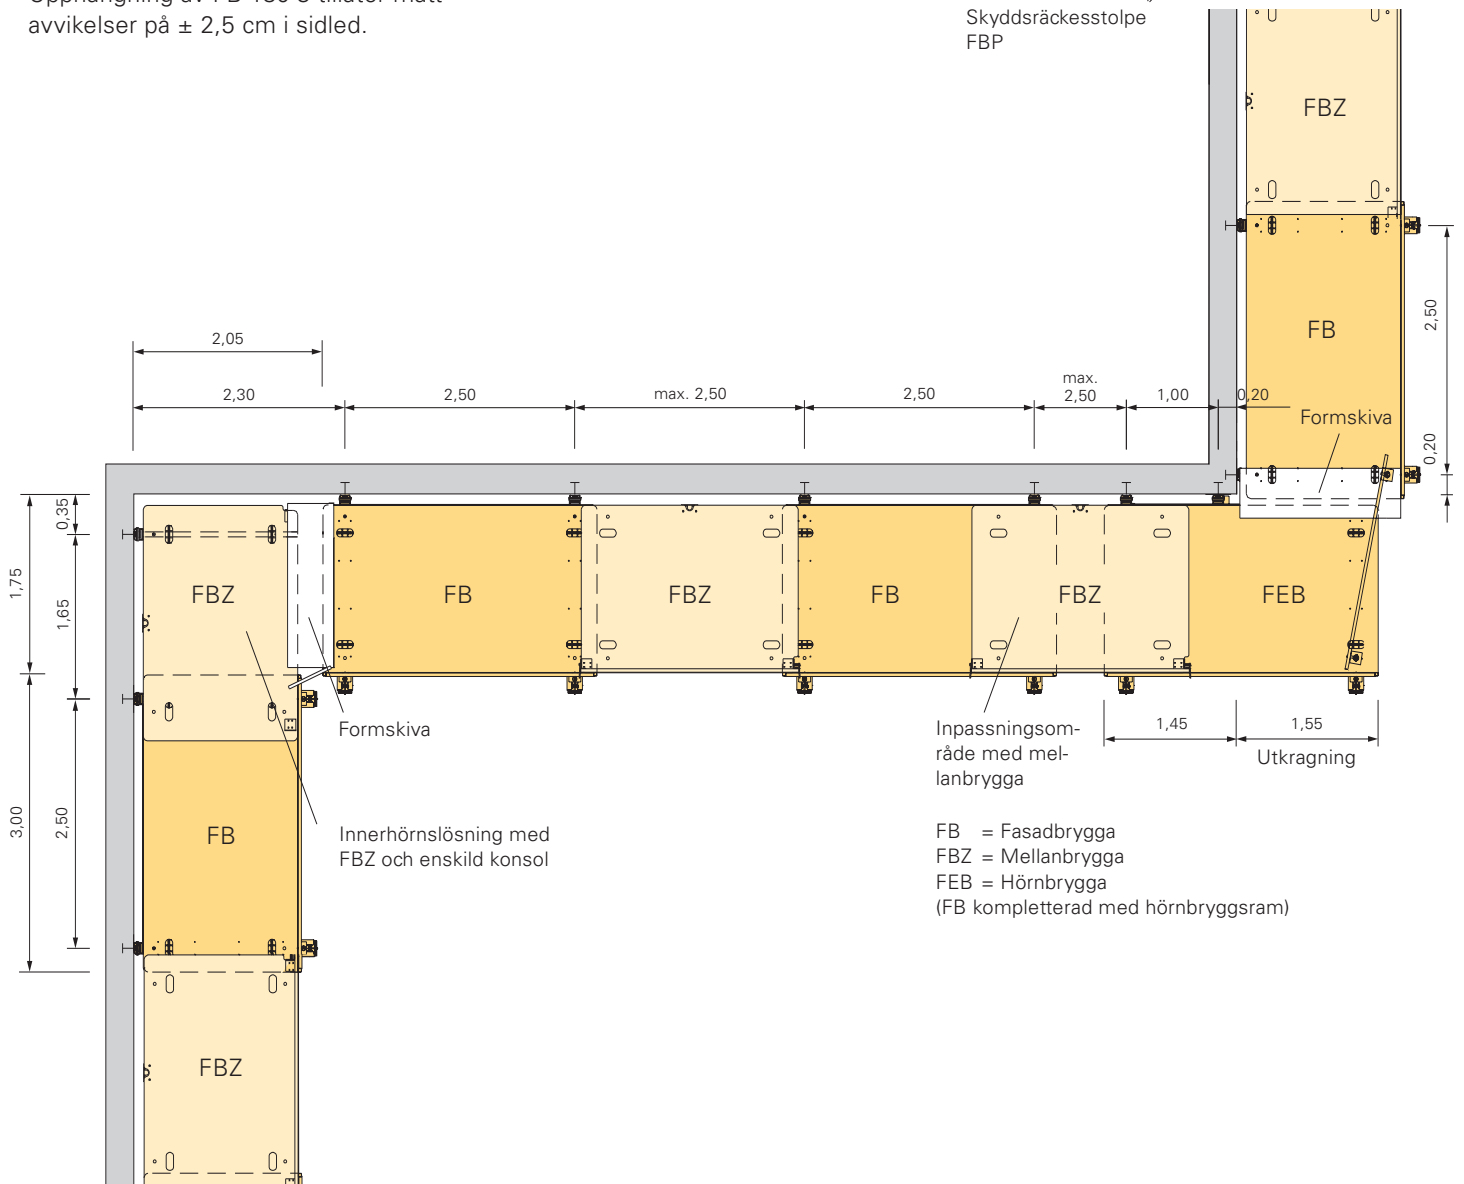 avvikelser på ± 2,5 cm i sidled.
Skyddsräckesstolpe
FBP
FBZ
FB
2,50
0,20
Formskiva
2,05
2,30
2,50
max. 2,50
2,50
max.
2,50
1,00
0,20
0,35
1,75
1,65
FBZ
FB
FBZ
FB
FBZ
FEB
Formskiva
Inpassningsom-
råde med mel-
lanbrygga
1,45
1,55
Utkragning
3,00
2,50
FB
Innerhörnslösning med
FBZ och enskild konsol
FB = Fasadbrygga
FBZ = Mellanbrygga
FEB = Hörnbrygga
(FB kompletterad med hörnbryggsram)
FBZ